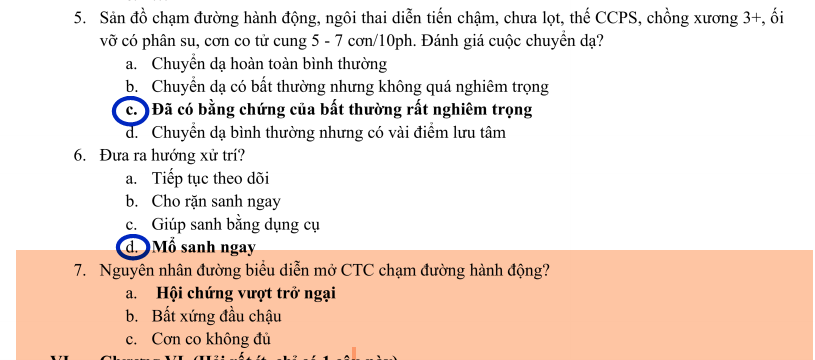 5. Sản đồ chạm đường hành động, ngôi thai diễn tiến chậm, chưa lọt, thế CCPS, chồng xương 3+, ối
vỡ có phân su, cơn co tử cung 5 - 7 cơn/10ph. Đánh giá cuộc chuyển dạ?
a. Chuyển dạ hoàn toàn bình thường
b. Chuyển dạ có bất thường nhưng không quá nghiêm trọng
c. Đã có bằng chứng của bất thường rất nghiêm trọng
d. Chuyển dạ bình thường nhưng có vài điểm lưu tâm
6. Đưa ra hướng xử trí?
a. Tiếp tục theo dõi
b. Cho rặn sanh ngay
c. Giúp sanh bằng dụng cụ
d. Mổ sanh ngay
7. Nguyên nhân đường biểu diễn mở CTC chạm đường hành động?
a. Hội chứng vượt trở ngại
b. Bất xứng đầu chậu
c. Cơn co không đủ